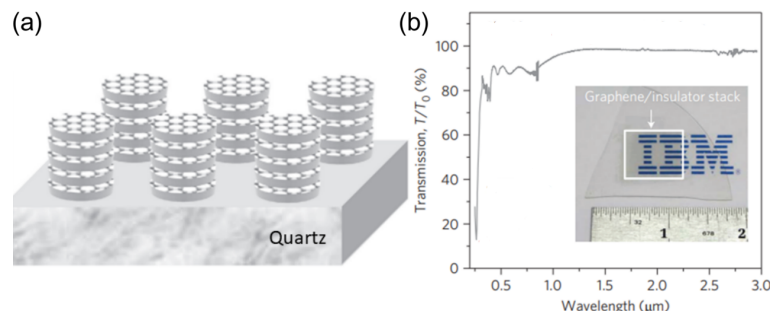 (a)
Quartz
(b)
Transmission, T/T₀ (%)
100
80
60
40
20
0
Graphene/insulator stack
IBM
1
2
0.5
1.0
1.5
2.0
2.5
3.0
Wavelength (μm)